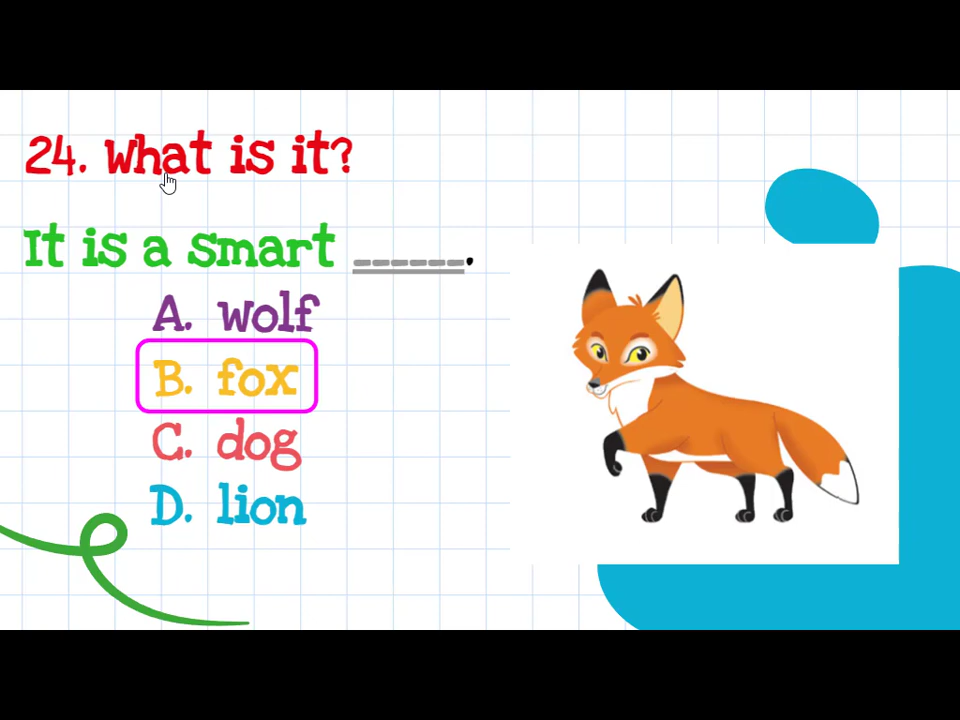 24. What is it?
It is a smart ______.
A. wolf
B. fox
C. dog
D. lion